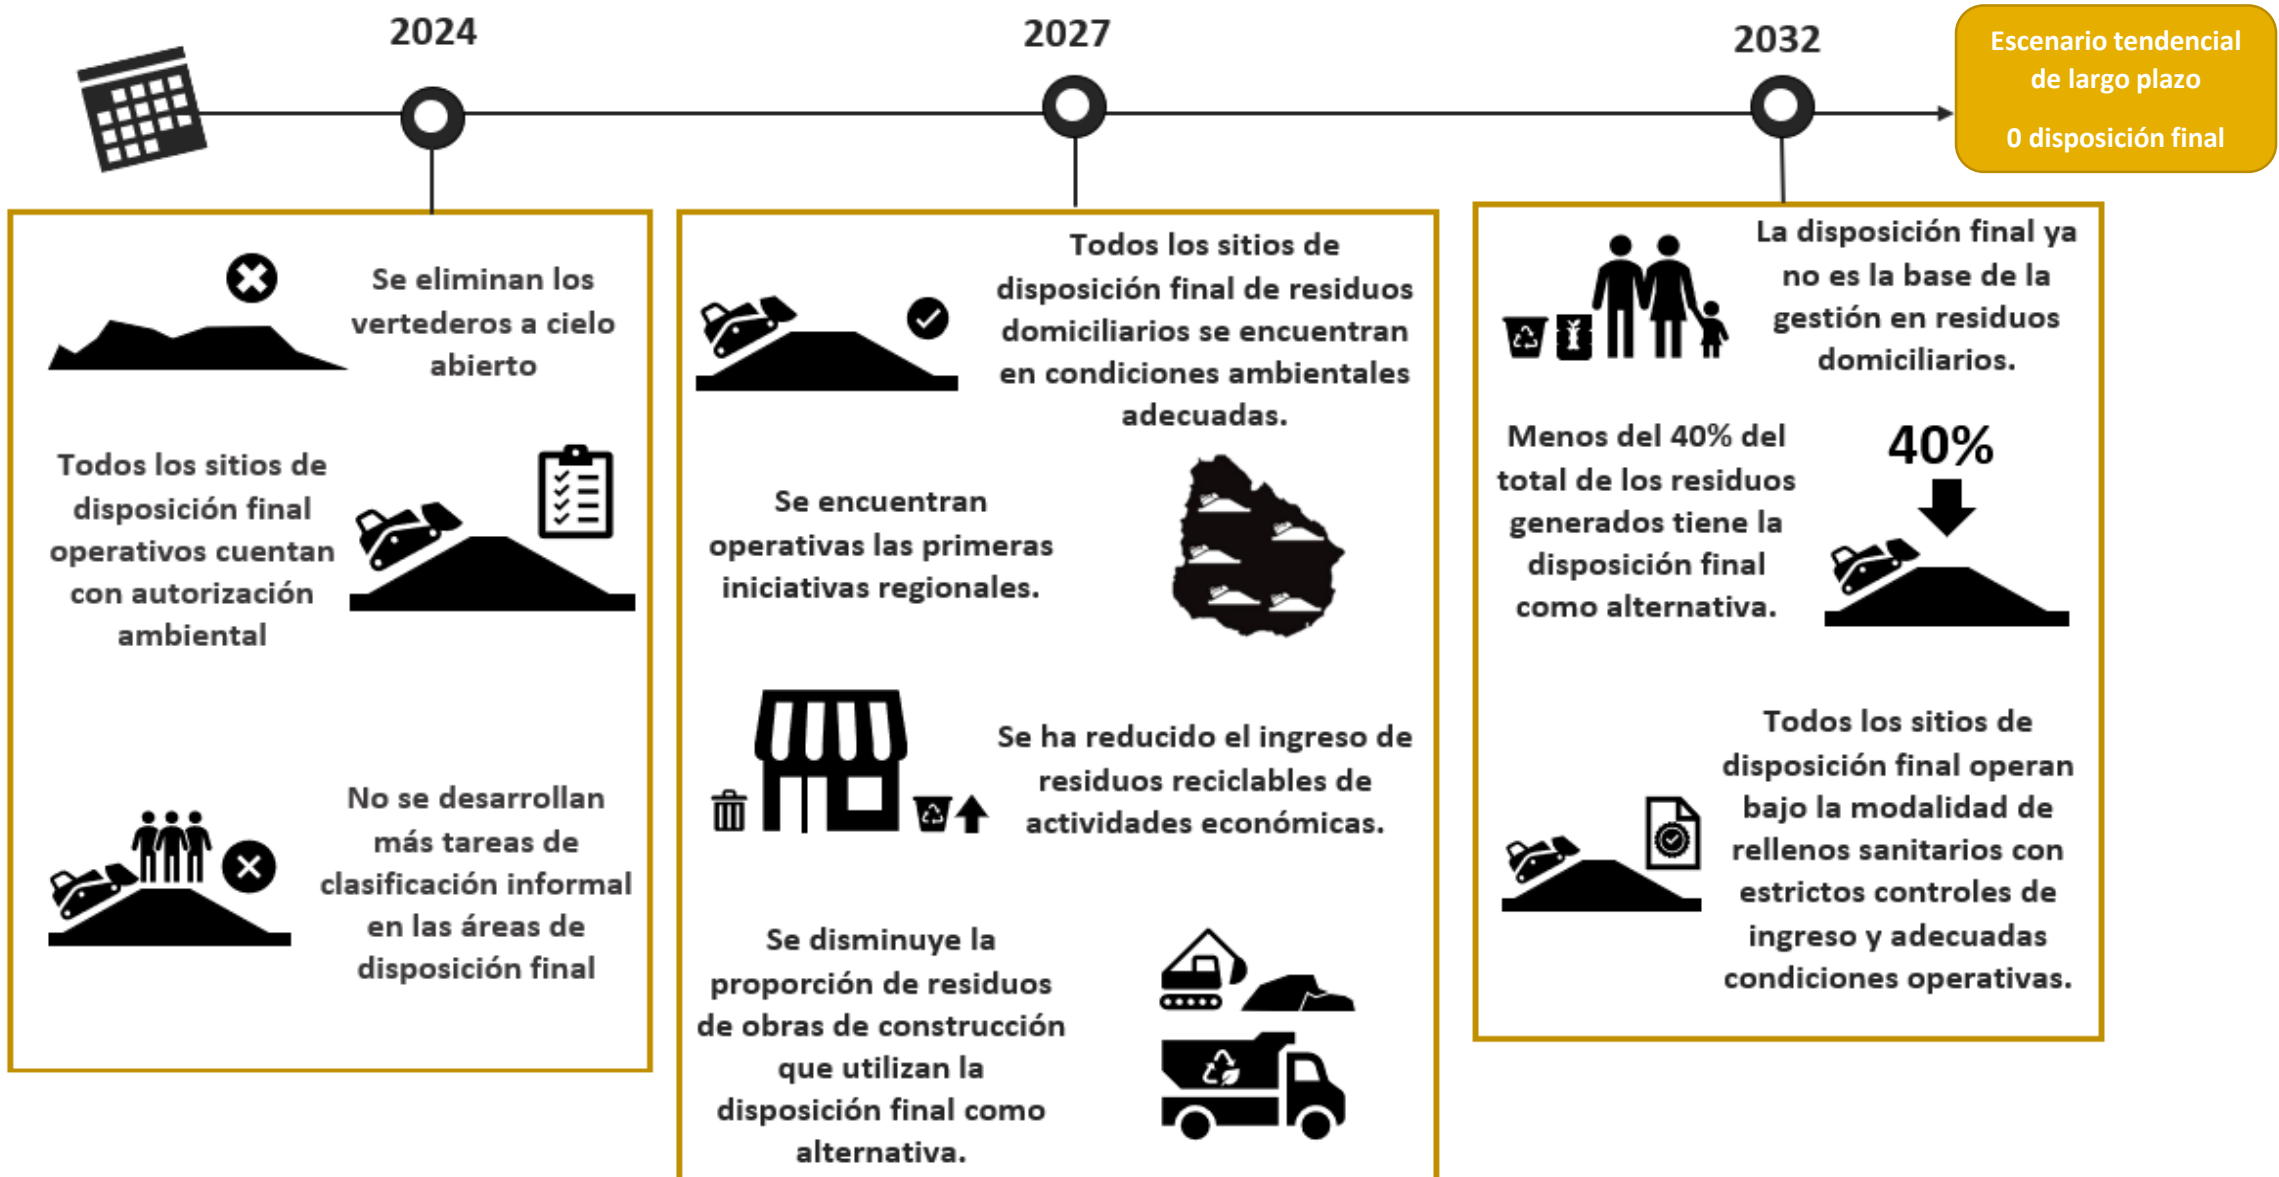 2024
2027
2032
Escenario tendencial
de largo plazo
0 disposición final
Se eliminan los
vertederos a cielo
abierto
Todos los sitios de
disposición final
operativos cuentan
con autorización
ambiental
No se desarrollan
más tareas de
clasificación informal
en las áreas de
disposición final
Todos los sitios de
disposición final de residuos
domiciliarios se encuentran
en condiciones ambientales
adecuadas.
Se encuentran
operativas las primeras
iniciativas regionales.
Se ha reducido el ingreso de
residuos reciclables de
actividades económicas.
Se disminuye la
proporción de residuos
de obras de construcción
que utilizan la
disposición final como
alternativa.
La disposición final ya
no es la base de la
gestión en residuos
domiciliarios.
Menos del 40% del
total de los residuos
generados tiene la
disposición final
como alternativa.
40%
Todos los sitios de
disposición final operan
bajo la modalidad de
rellenos sanitarios con
estrictos controles de
ingreso y adecuadas
condiciones operativas.